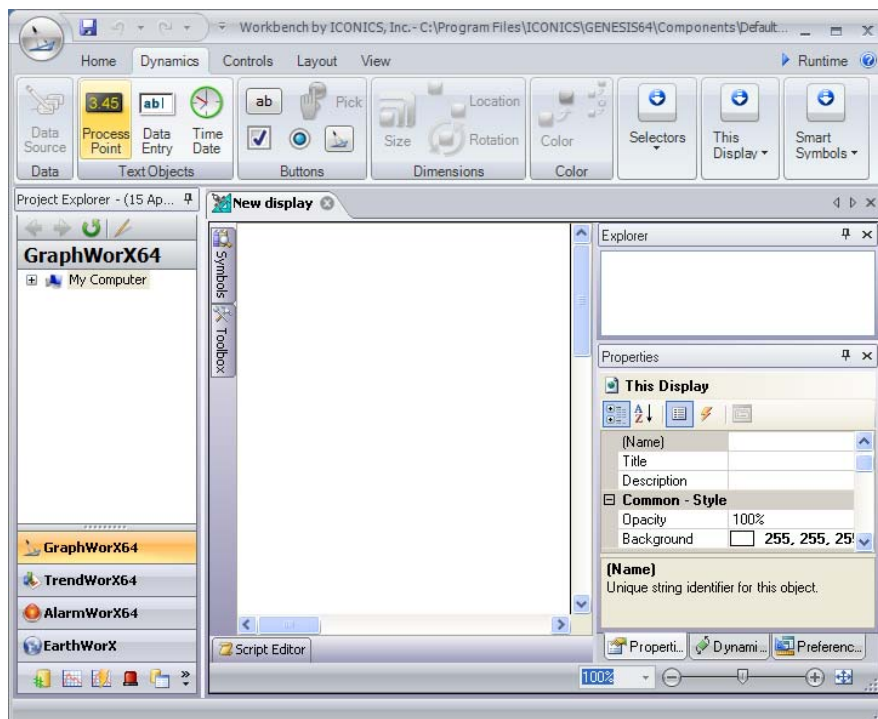 Workbench by ICONICS, Inc.- C:\Program Files\ICONICS\GENESIS64\Components\Default...
Home Dynamics Controls Layout View Runtime
3.45 ab| ab Pick Location
Data Source Process Point Data Entry Time Date Size Rotation Color Selectors This Display Smart Symbols
Data Text Objects Buttons Dimensions Color
Project Explorer - (15 Ap... New display
GraphWorX64
My Computer
Symbols
Toolbox
Explorer
Properties
This Display
(Name)
Title
Description
Common - Style
Opacity 100%
Background 255, 255, 25
(Name)
Unique string identifier for this object.
GraphWorX64
TrendWorX64
AlarmWorX64
EarthWorX
Script Editor
Properti... Dynami... Preferenc...
100%